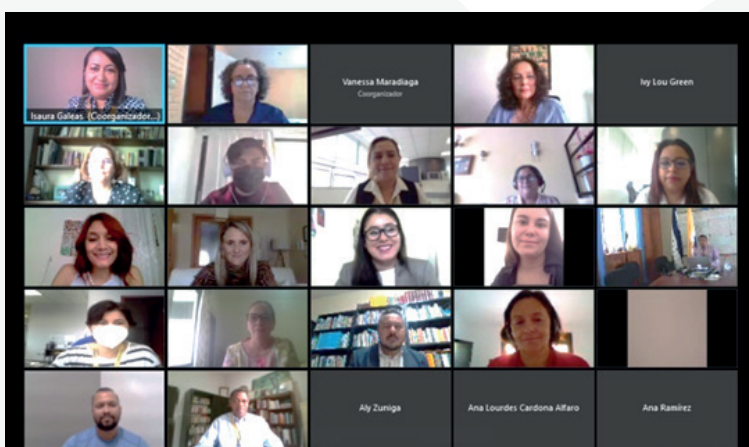 Vanessa Maradiaga
Coorganizador
Ivy Lou Green
Isaura Galeas (Coorganizador...)
Aly Zuniga
Ana Lourdes Cardona Alfaro
Ana Ramírez